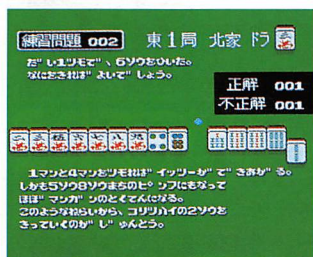 練習問題 002 東1局 北家 ドラ
だい1ツモで、6ソウをひいた。
なにをきれば よいでしょう。
正解 001
不正解 001
1マンと4マンをツモれば イッツーが できあがる。
しかも5ソウ8ソウまちのピンフにもなって
ほぼ マンガンのとくてんになる。
このようなねらいから、コリツハイの2ソウを
きっていくのが じゅんとう。